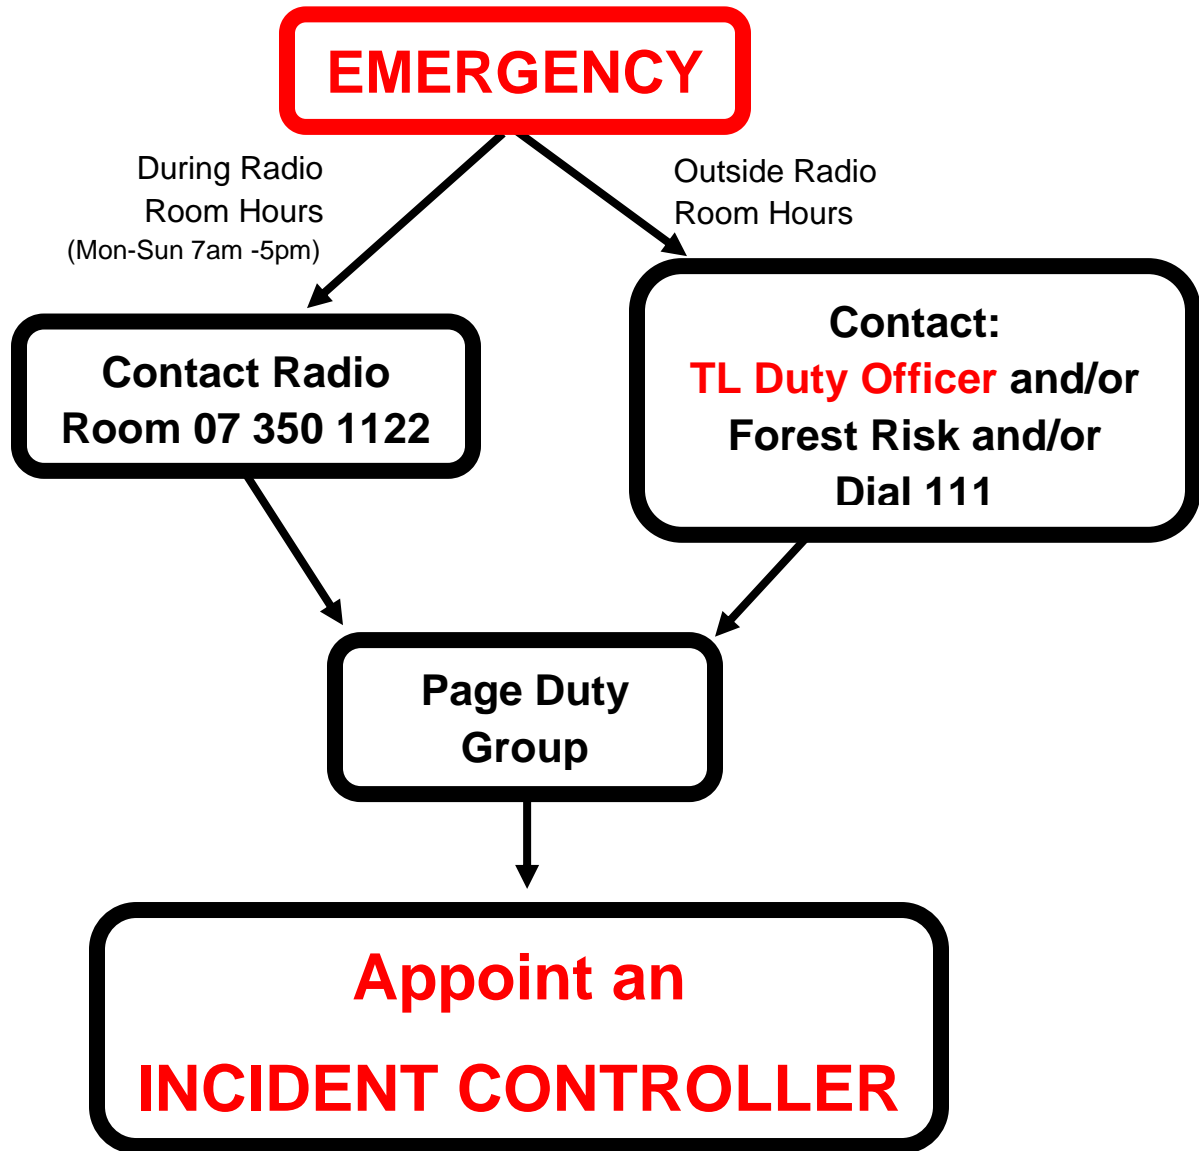 EMERGENCY
During Radio
Room Hours
(Mon-Sun 7am -5pm)
Outside Radio
Room Hours
Contact Radio
Room 07 350 1122
Contact:
TL Duty Officer and/or
Forest Risk and/or
Dial 111
Page Duty
Group
Appoint an
INCIDENT CONTROLLER